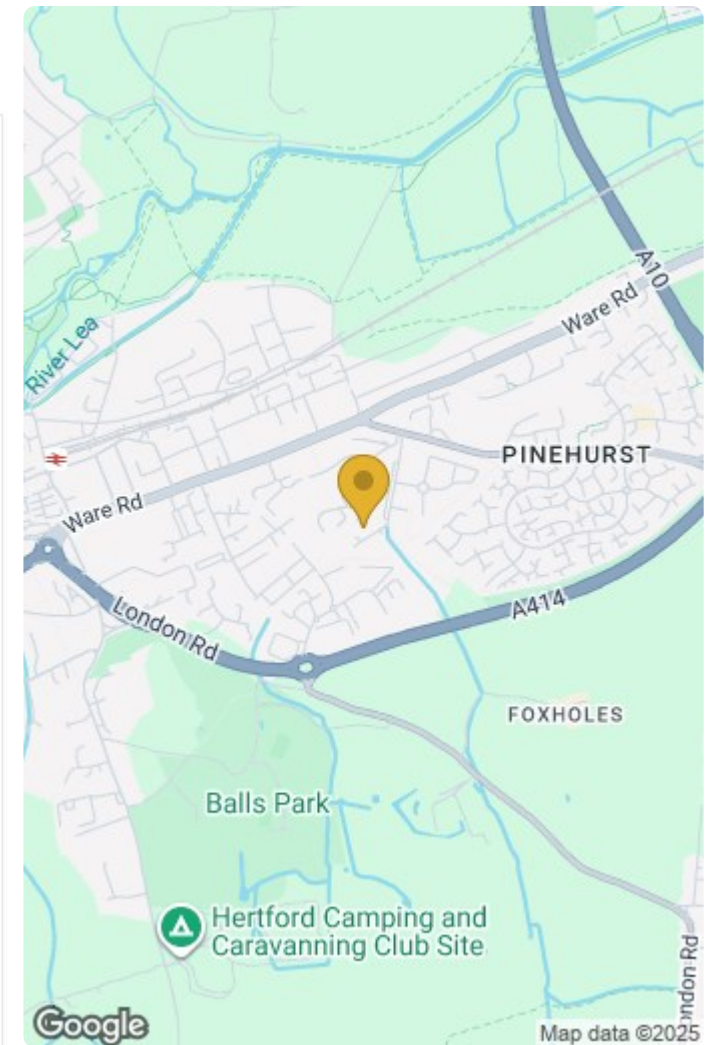 A10
Ware Rd
River Lea
PINEHURST
Ware Rd
London Rd
A414
FOXHOLES
Balls Park
Hertford Camping and
Caravanning Club Site
ondon Rd
Google
Map data ©2025